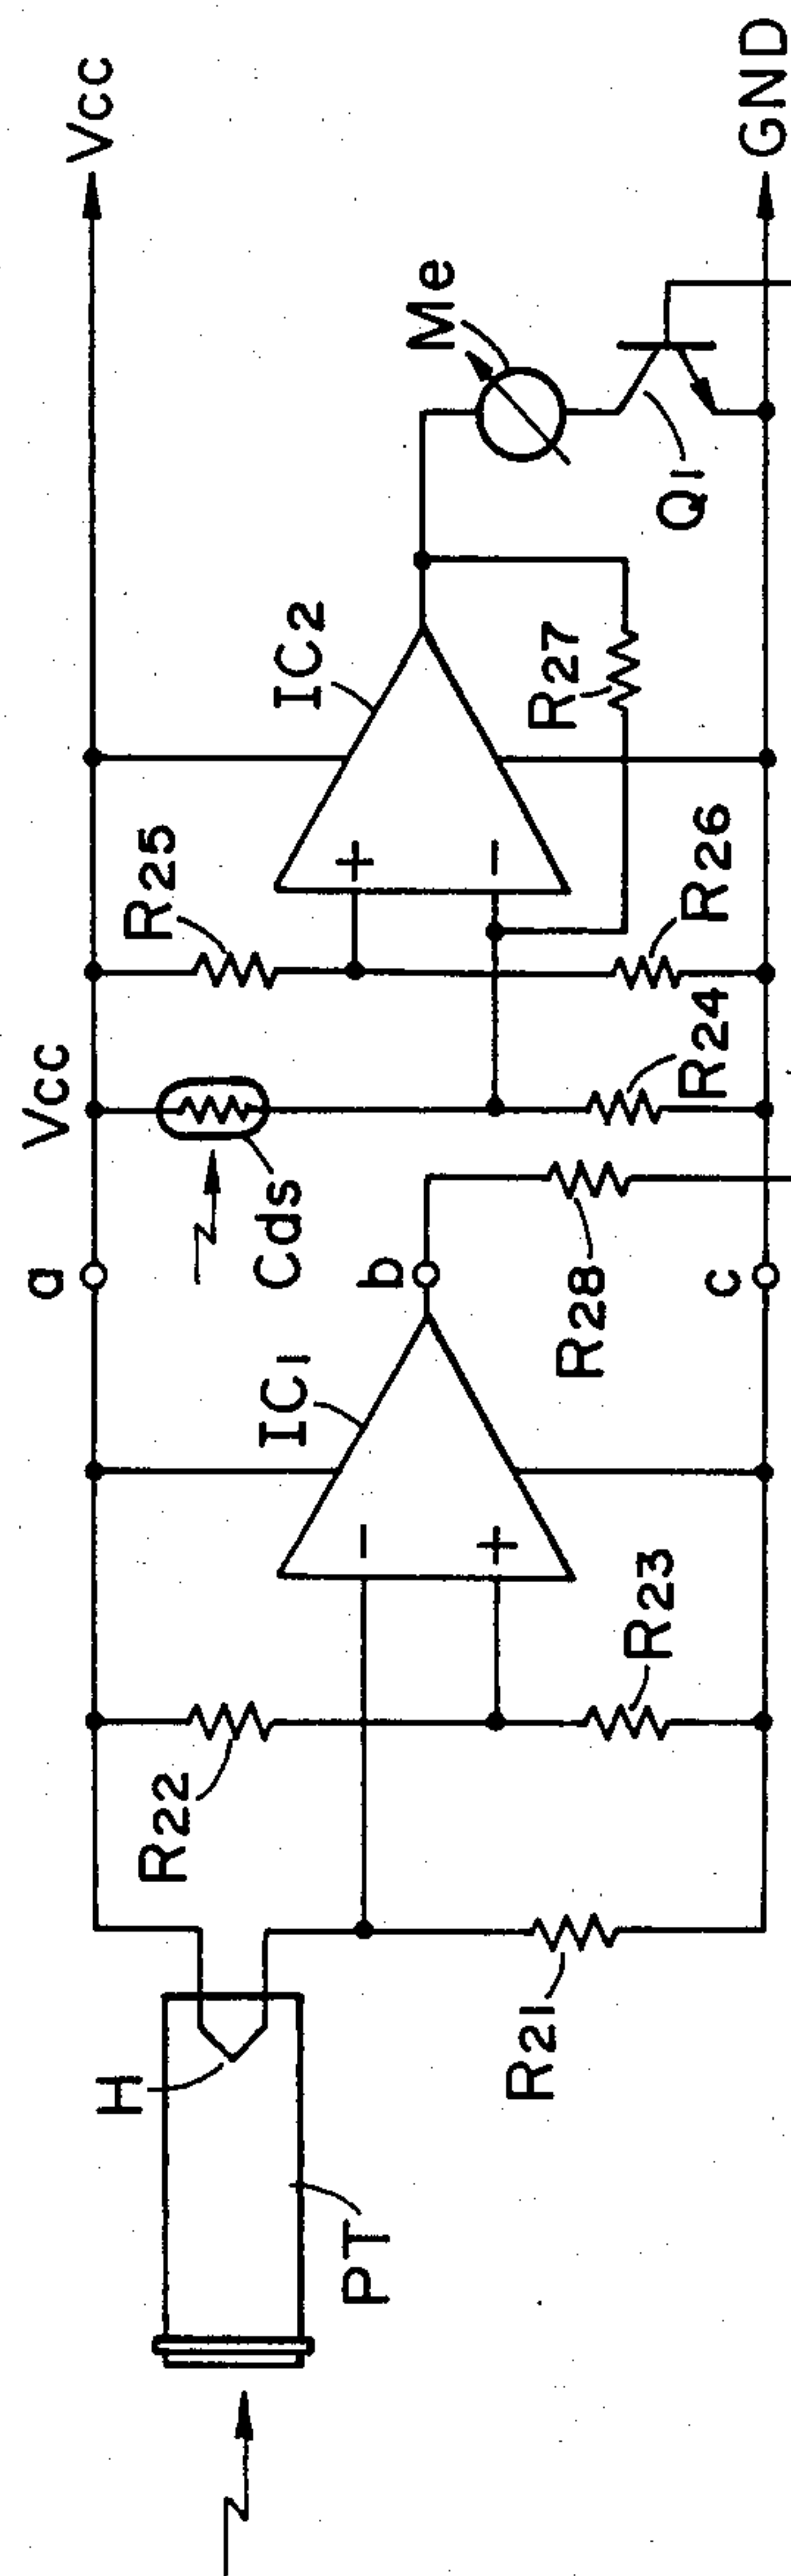 Vcc
GND
Me
Q1
IC2
R27
R25
R26
Vcc
R24
Cds
a
b
c
R28
IC1
R23
R22
R21
H
PT
+
-
-
+